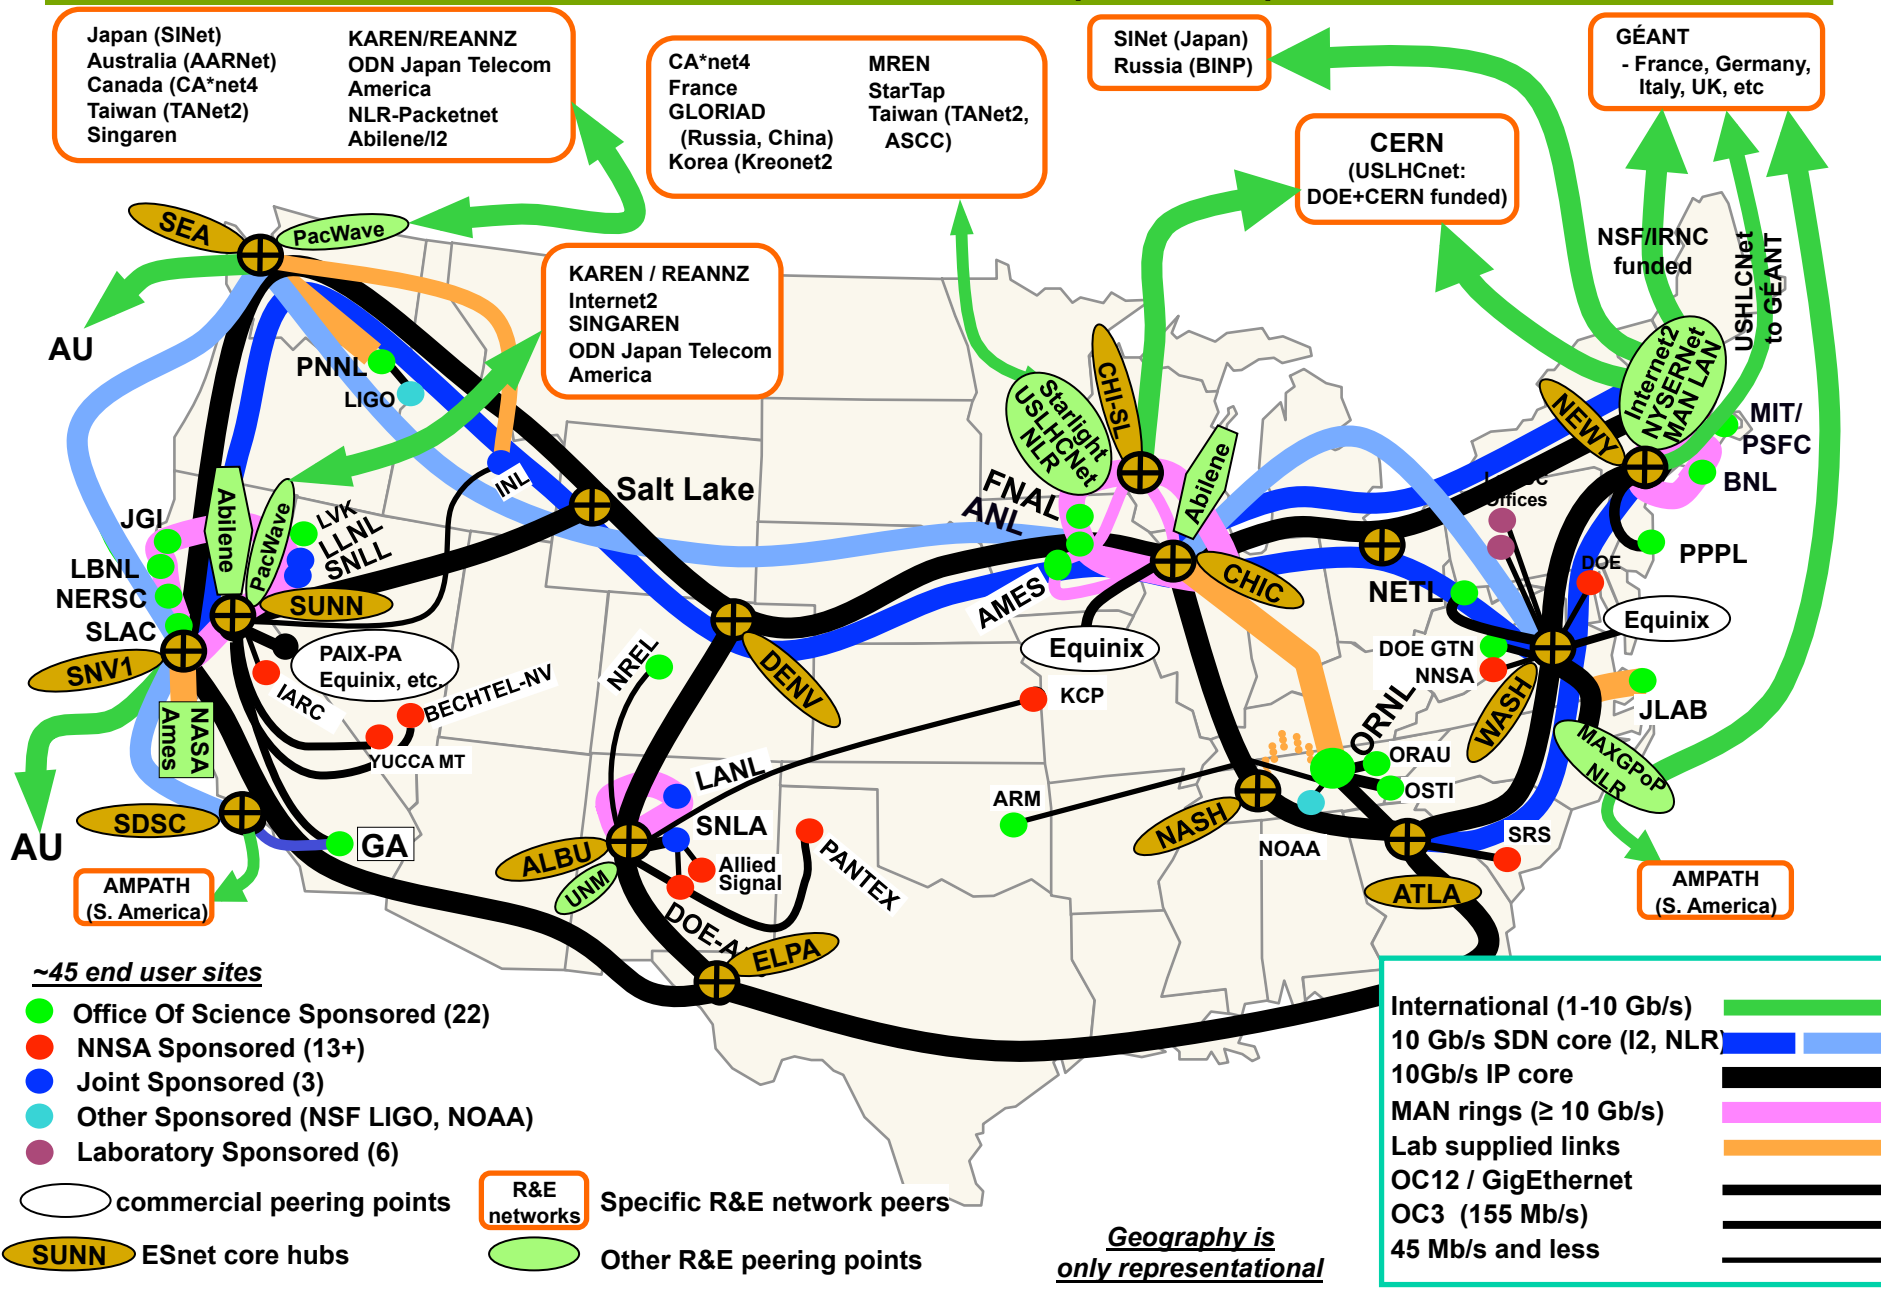 Japan (SINet)
Australia (AARNet)
Canada (CA*net4
Taiwan (TANet2)
Singaren
KAREN/REANNZ
ODN Japan Telecom
America
NLR-Packetnet
Abilene/I2
CA*net4
France
GLORIAD
(Russia, China)
Korea (Kreonet2
MREN
StarTap
Taiwan (TANet2,
ASCC)
SINet (Japan)
Russia (BINP)
GÉANT
- France, Germany,
Italy, UK, etc
CERN
(USLHCnet:
DOE+CERN funded)
KAREN / REANNZ
Internet2
SINGAREN
ODN Japan Telecom
America
NSF/IRNC
funded
USHLCNet
to GÉANT
SEA
PacWave
AU
PNNL
LIGO
INL
Salt Lake
Abilene
PacWave
JGI
LBNL
NERSC
SLAC
LVK
LLNL
SNLL
SUNN
SNV1
PAIX-PA
Equinix, etc.
IARC
BECHTEL-NV
YUCCA MT
NASA
Ames
AU
SDSC
GA
AMPATH
(S. America)
NREL
DENV
KCP
LANL
SNLA
ALBU
UNM
Allied
Signal
PANTEX
ELPA
ARM
Starlight
USLHCNet
NLR
CHI-SL
Abilene
FNAL
ANL
AMES
CHIC
Equinix
NASH
NOAA
ORNL
ORAU
OSTI
ATLA
SRS
Internet2
NYSERNet
MAN LAN
NEWY
MIT/
PSFC
BNL
PPPL
Offices
DOE
NETL
Equinix
DOE GTN
NNSA
WASH
JLAB
MAXGPoP
NLR
AMPATH
(S. America)
~45 end user sites
Office Of Science Sponsored (22)
NNSA Sponsored (13+)
Joint Sponsored (3)
Other Sponsored (NSF LIGO, NOAA)
Laboratory Sponsored (6)
commercial peering points
SUNN
ESnet core hubs
R&E
networks
Specific R&E network peers
Other R&E peering points
Geography is
only representational
International (1-10 Gb/s)
10 Gb/s SDN core (I2, NLR)
10Gb/s IP core
MAN rings (≥ 10 Gb/s)
Lab supplied links
OC12 / GigEthernet
OC3 (155 Mb/s)
45 Mb/s and less